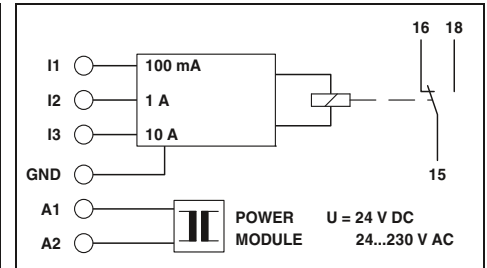 16 18
I1 100 mA
I2 1 A
I3 10 A
GND
15
A1
A2
POWER U = 24 V DC
MODULE 24...230 V AC